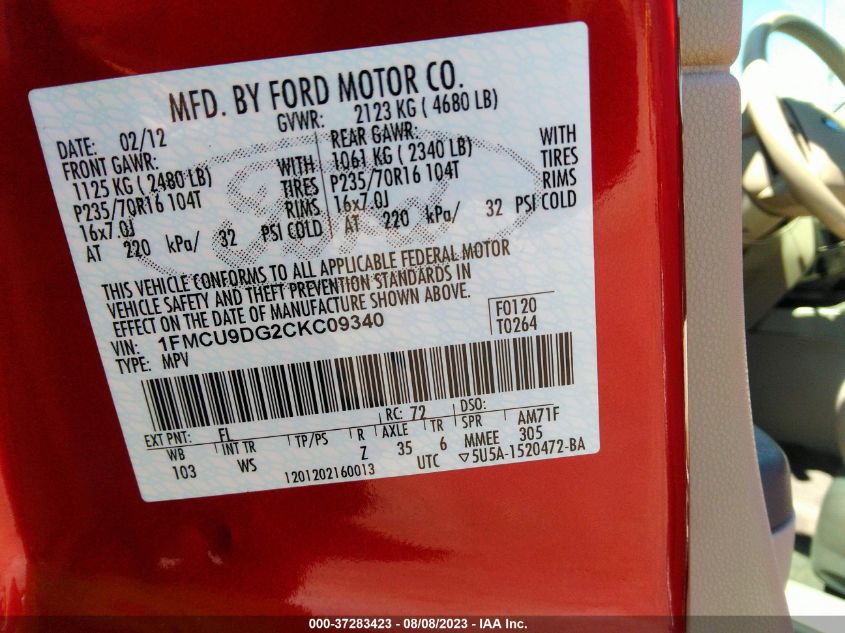 MFD. BY FORD MOTOR CO.
DATE: 02/12 GVWR: 2123 KG ( 4680 LB)
FRONT GAWR: REAR GAWR:
1125 KG ( 2480 LB) WITH 1061 KG ( 2340 LB) WITH
P235/70R16 104T TIRES P235/70R16 104T TIRES
16x7.0J RIMS 16x7.0J RIMS
AT 220 kPa/ 32 PSI COLD AT 220 kPa/ 32 PSI COLD
Ford
THIS VEHICLE CONFORMS TO ALL APPLICABLE FEDERAL MOTOR
VEHICLE SAFETY AND THEFT PREVENTION STANDARDS IN
EFFECT ON THE DATE OF MANUFACTURE SHOWN ABOVE.
VIN: 1FMCU9DG2CKC09340 F0120
TYPE: MPV T0264
EXT PNT: FL RC: 72 DSO:
WB INT TR TP/PS R AXLE TR SPR AM71F
103 WS Z 35 6 MMEE 305
1201202160013 UTC ▽5U5A-1520472-BA
000-37283423 - 08/08/2023 - IAA Inc.